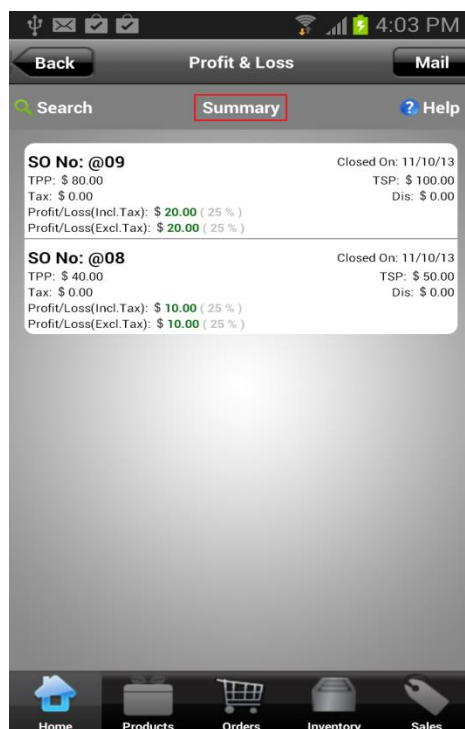 4:03 PM
Back Profit & Loss Mail
Search Summary ? Help
SO No: @09 Closed On: 11/10/13
TPP: $ 80.00 TSP: $ 100.00
Tax: $ 0.00 Dis: $ 0.00
Profit/Loss(Incl.Tax): $ 20.00 ( 25 % )
Profit/Loss(Excl.Tax): $ 20.00 ( 25 % )
SO No: @08 Closed On: 11/10/13
TPP: $ 40.00 TSP: $ 50.00
Tax: $ 0.00 Dis: $ 0.00
Profit/Loss(Incl.Tax): $ 10.00 ( 25 % )
Profit/Loss(Excl.Tax): $ 10.00 ( 25 % )
Home Products Orders Inventory Sales